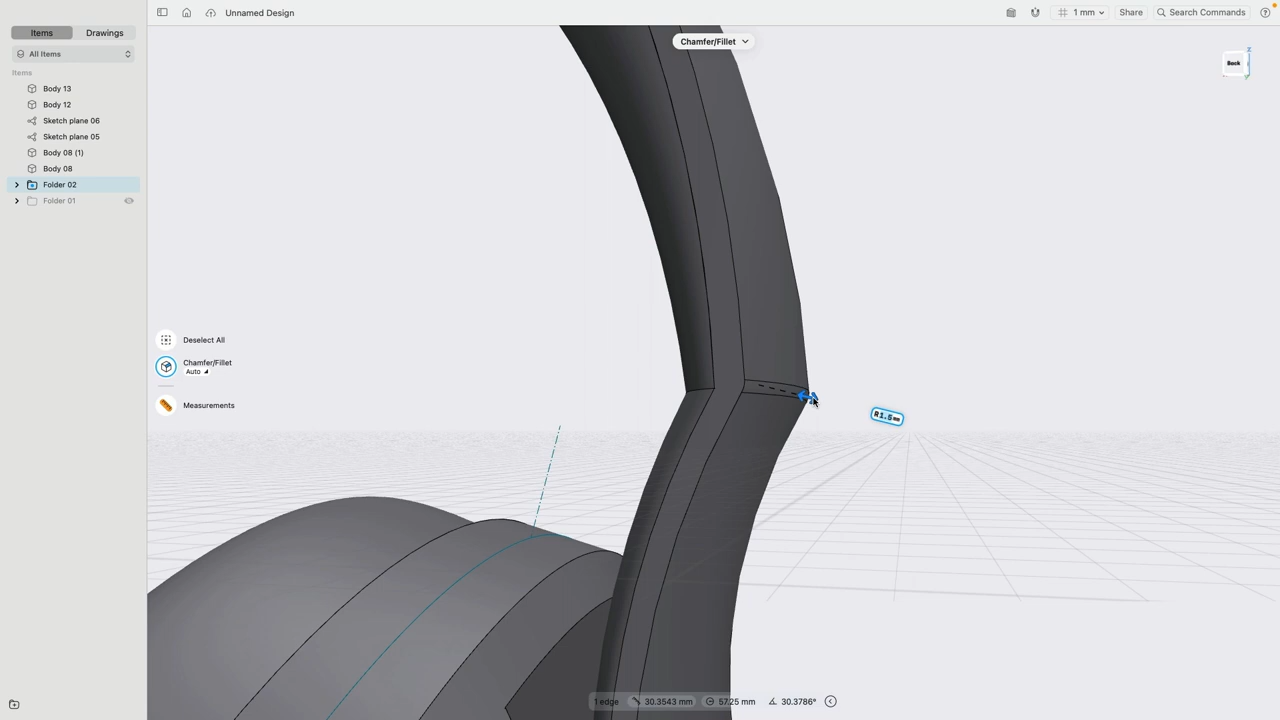 Unnamed Design
1 mm
Share
Search Commands
Items
Drawings
Chamfer/Fillet
All Items
Back
Items
Body 13
Body 12
Sketch plane 06
Sketch plane 05
Body 08 (1)
Body 08
Folder 02
Folder 01
Deselect All
Chamfer/Fillet
Auto
Measurements
R1.5 mm
1 edge
30.3543 mm
57.25 mm
30.3786°